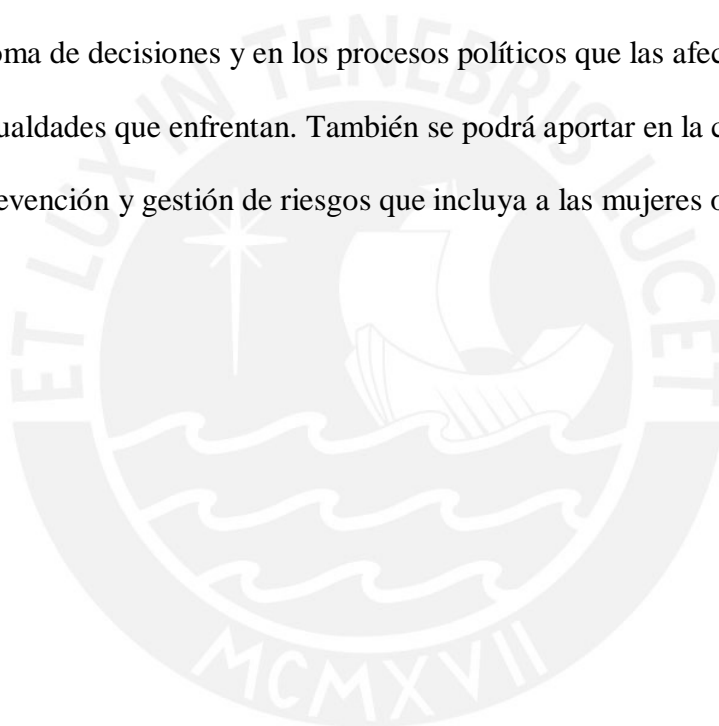 oma de decisiones y en los procesos políticos que las afec
ualdades que enfrentan. También se podrá aportar en la c
evención y gestión de riesgos que incluya a las mujeres o
ET LUX IN TENEBRIS LUCET
MCMXVII